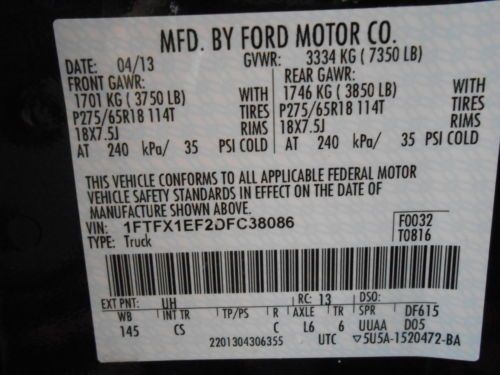 MFD. BY FORD MOTOR CO.
DATE: 04/13 GVWR: 3334 KG (7350 LB)
FRONT GAWR: REAR GAWR:
1701 KG (3750 LB) WITH 1746 KG (3850 LB) WITH
P275/65R18 114T TIRES P275/65R18 114T TIRES
18X7.5J RIMS 18X7.5J RIMS
AT 240 kPa/ 35 PSI COLD AT 240 kPa/ 35 PSI COLD
THIS VEHICLE CONFORMS TO ALL APPLICABLE FEDERAL MOTOR
VEHICLE SAFETY STANDARDS IN EFFECT ON THE DATE OF
MANUFACTURE SHOWN ABOVE.
VIN: 1FTFX1EF2DFC38086 F0032
TYPE: Truck T0816
EXT PNT: UH RC: 13 DSO:
WB INT TR TP/PS R AXLE TR SPR DF615
145 CS C L6 6 UUAA D05
2201304306355 UTC ▽5U5A-1520472-BA